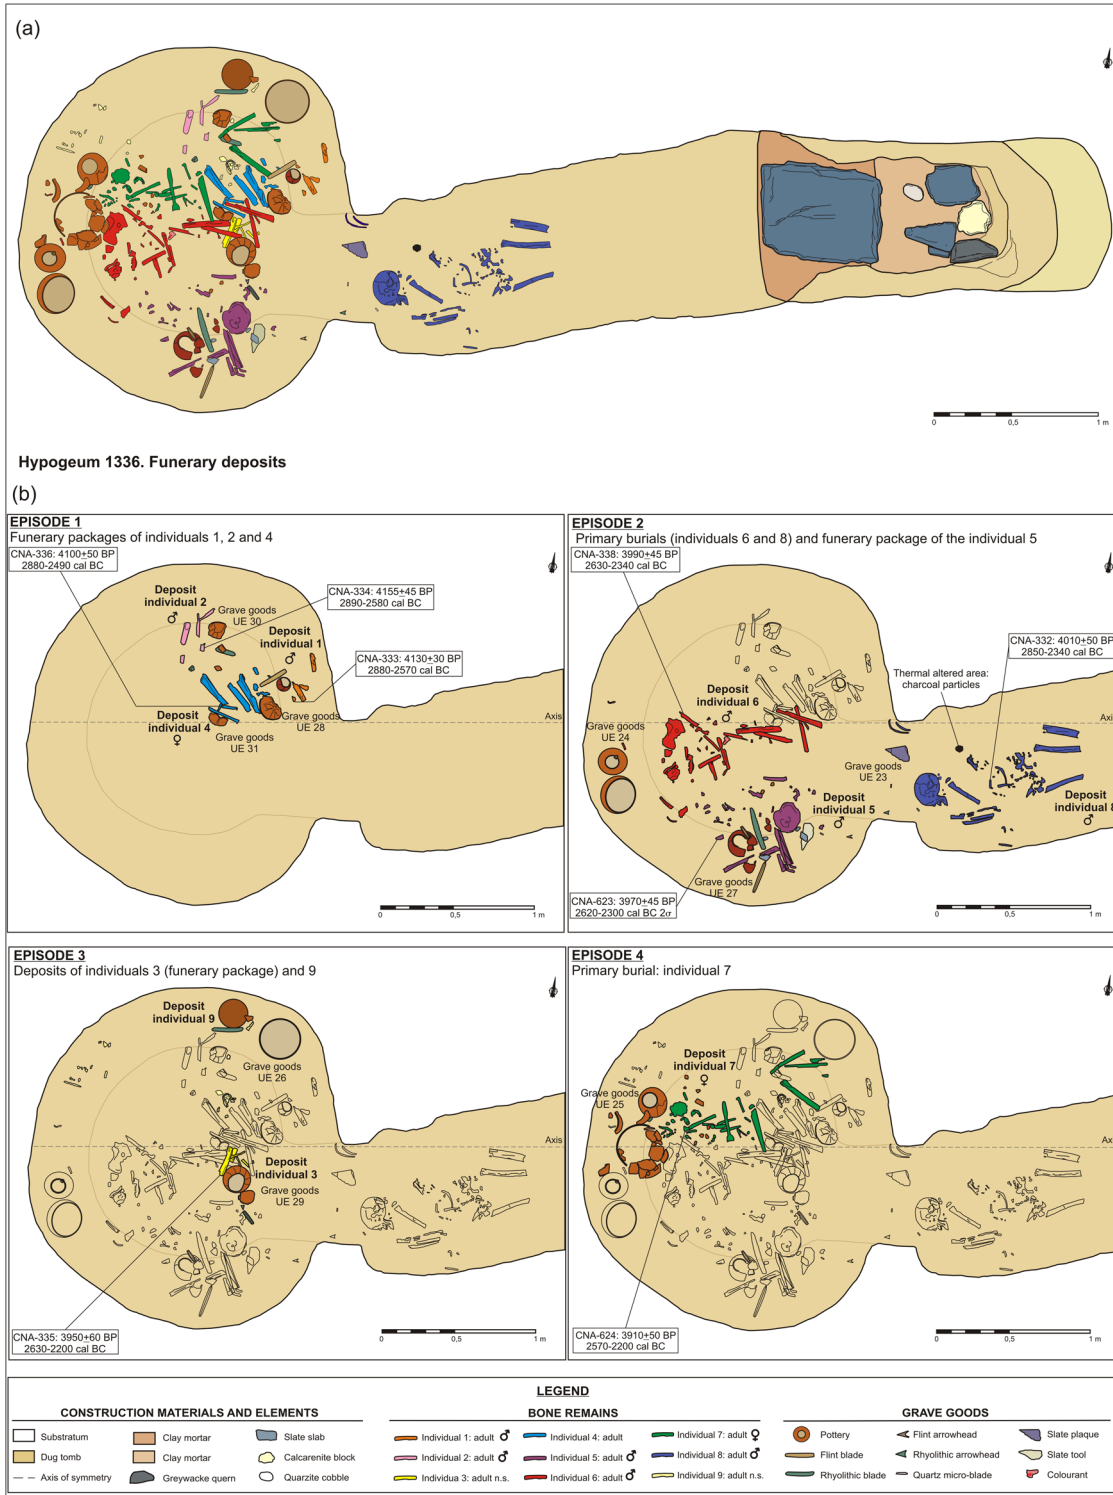 (a)
0
0,5
1 m
Hypogeum 1336. Funerary deposits
(b)
EPISODE 1
Funerary packages of individuals 1, 2 and 4
CNA-336: 4100±50 BP
2880-2490 cal BC
CNA-334: 4155±45 BP
2890-2580 cal BC
Deposit
individual 2
♂
Grave goods
UE 30
Deposit
individual 1
♂
CNA-333: 4130±30 BP
2880-2570 cal BC
Deposit
individual 4
♀
Grave goods
UE 28
Grave goods
UE 31
Axis
0
0,5
1 m
EPISODE 2
Primary burials (individuals 6 and 8) and funerary package of the individual 5
CNA-338: 3990±45 BP
2630-2340 cal BC
CNA-332: 4010±50 BP
2850-2340 cal BC
Thermal altered area:
charcoal particles
Deposit
individual 6
♂
Axis
Grave goods
UE 24
Grave goods
UE 23
Deposit
individual 5
♂
Deposit
individual 8
♂
Grave goods
UE 27
CNA-623: 3970±45 BP
2620-2300 cal BC 2σ
0
0,5
1 m
EPISODE 3
Deposits of individuals 3 (funerary package) and 9
Deposit
individual 9
Grave goods
UE 26
Axis
Deposit
individual 3
Grave goods
UE 29
CNA-335: 3950±60 BP
2630-2200 cal BC
0
0,5
1 m
EPISODE 4
Primary burial: individual 7
Deposit
individual 7
♀
Grave goods
UE 25
Axis
CNA-624: 3910±50 BP
2570-2200 cal BC
0
0,5
1 m
LEGEND
CONSTRUCTION MATERIALS AND ELEMENTS
Substratum
Clay mortar
Slate slab
Dug tomb
Clay mortar
Calcarenite block
Axis of symmetry
Greywacke quern
Quarzite cobble
BONE REMAINS
Individual 1: adult ♂
Individual 4: adult
Individual 7: adult ♀
Individual 2: adult ♂
Individual 5: adult ♂
Individual 8: adult ♂
Indiviua 3: adult n.s.
Individual 6: adult ♂
Individual 9: adult n.s.
GRAVE GOODS
Pottery
Flint arrowhead
Slate plaque
Flint blade
Rhyolithic arrowhead
Slate tool
Rhyolithic blade
Quartz micro-blade
Colourant